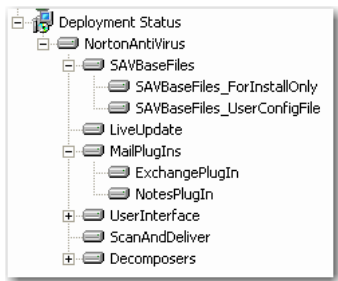 Deployment Status
NortonAntiVirus
SAVBaseFiles
SAVBaseFiles_ForInstallOnly
SAVBaseFiles_UserConfigFile
LiveUpdate
MailPlugIns
ExchangePlugIn
NotesPlugIn
UserInterface
ScanAndDeliver
Decomposers